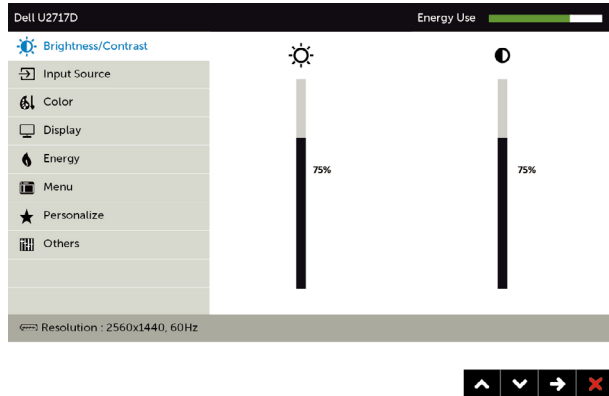 Dell U2717D Energy Use
Brightness/Contrast
Input Source
Color
Display
Energy
75% 75%
Menu
Personalize
Others
Resolution : 2560x1440, 60Hz